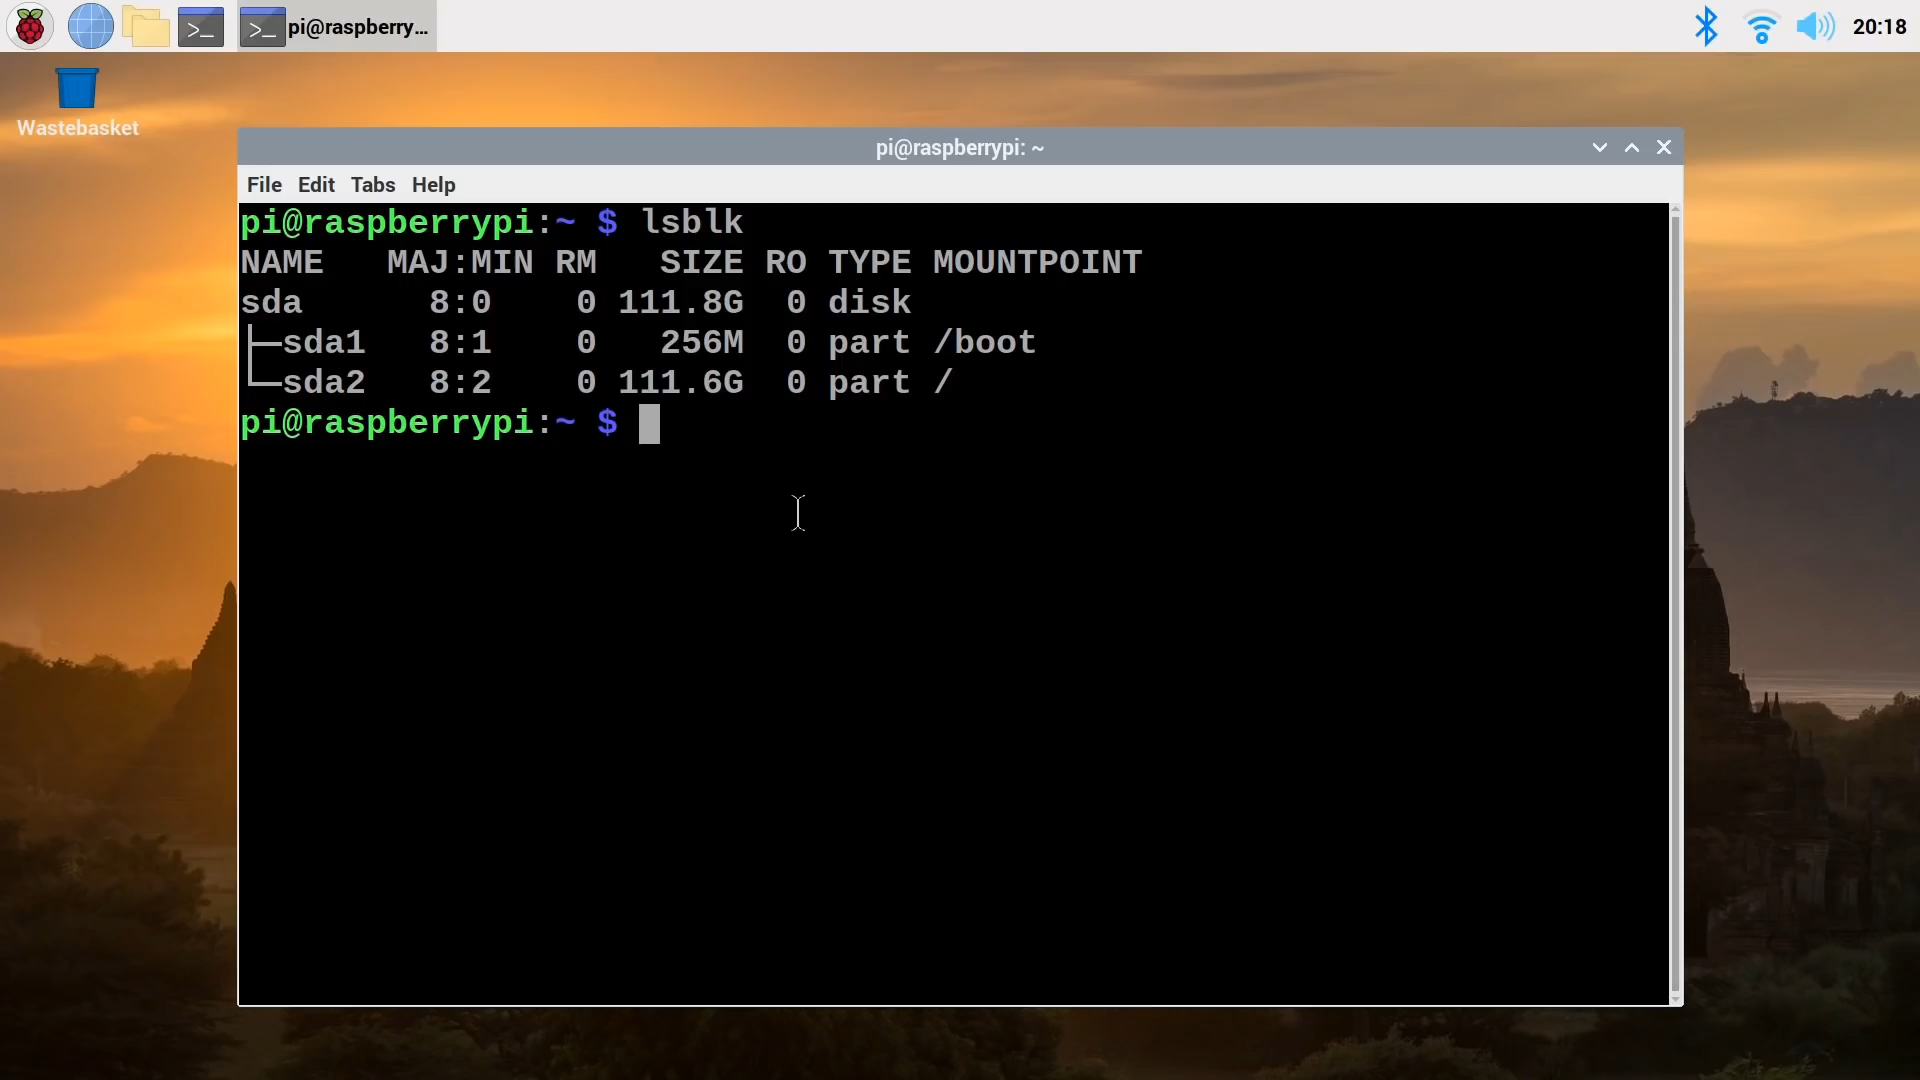 pi@raspberry...
20:18
Wastebasket
pi@raspberrypi: ~
File Edit Tabs Help
pi@raspberrypi:~ $ lsblk
NAME   MAJ:MIN RM   SIZE RO TYPE MOUNTPOINT
sda      8:0    0 111.8G  0 disk
├─sda1   8:1    0   256M  0 part /boot
└─sda2   8:2    0 111.6G  0 part /
pi@raspberrypi:~ $